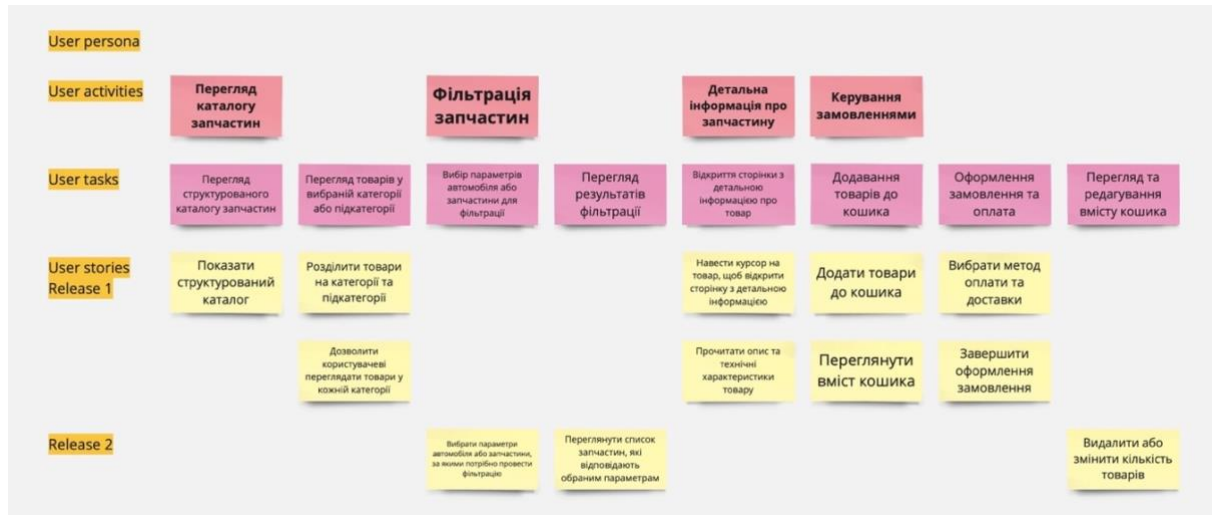 User persona
User activities
Перегляд
каталогу
запчастин
Фільтрація
запчастин
Детальна
інформація про
запчастину
Керування
замовленнями
User tasks
Перегляд
структурованого
каталогу запчастин
Перегляд товарів у
вибраній категорії
або підкатегорії
Вибір параметрів
автомобіля або
запчастини для
фільтрації
Перегляд
результатів
фільтрації
Відкриття сторінки з
детальною
інформацією про
товар
Додавання
товарів до
кошика
Оформлення
замовлення та
оплата
Перегляд та
редагування
вмісту кошика
User stories
Release 1
Показати
структурований
каталог
Розділити товари
на категорії та
підкатегорії
Навести курсор на
товар, щоб відкрити
сторінку з детальною
інформацією
Додати товари
до кошика
Вибрати метод
оплати та
доставки
Дозволити
користувачеві
переглядати товари у
кожній категорії
Прочитати опис та
технічні
характеристики
товару
Переглянути
вміст кошика
Завершити
оформлення
замовлення
Release 2
Вибрати параметри
автомобіля або запчастини,
за якими потрібно провести
фільтрацію
Переглянути список
запчастин, які
відповідають
обраним параметрам
Видалити або
змінити кількість
товарів